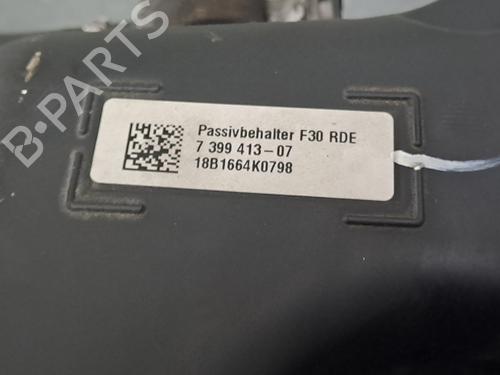 Passivbehalter F30 RDE
7 399 413-07
18B1664K0798
B-PARTS